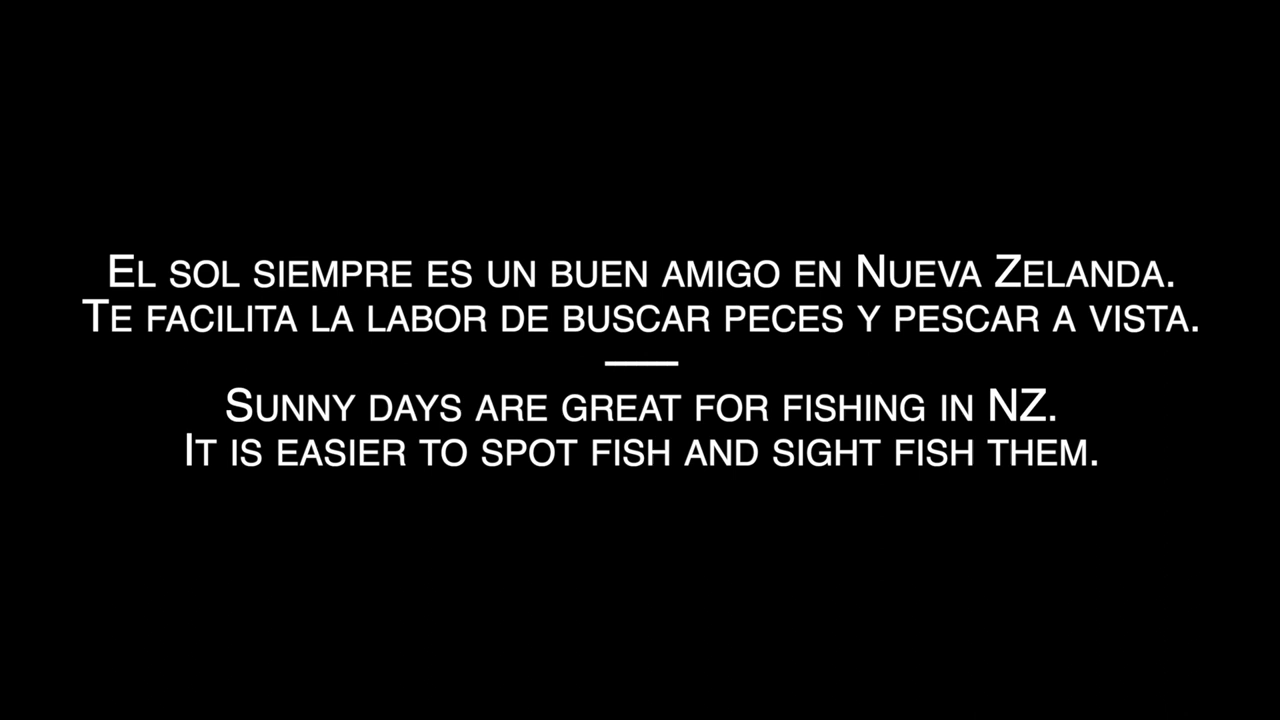 El sol siempre es un buen amigo en Nueva Zelanda.
Te facilita la labor de buscar peces y pescar a vista.
Sunny days are great for fishing in NZ.
It is easier to spot fish and sight fish them.